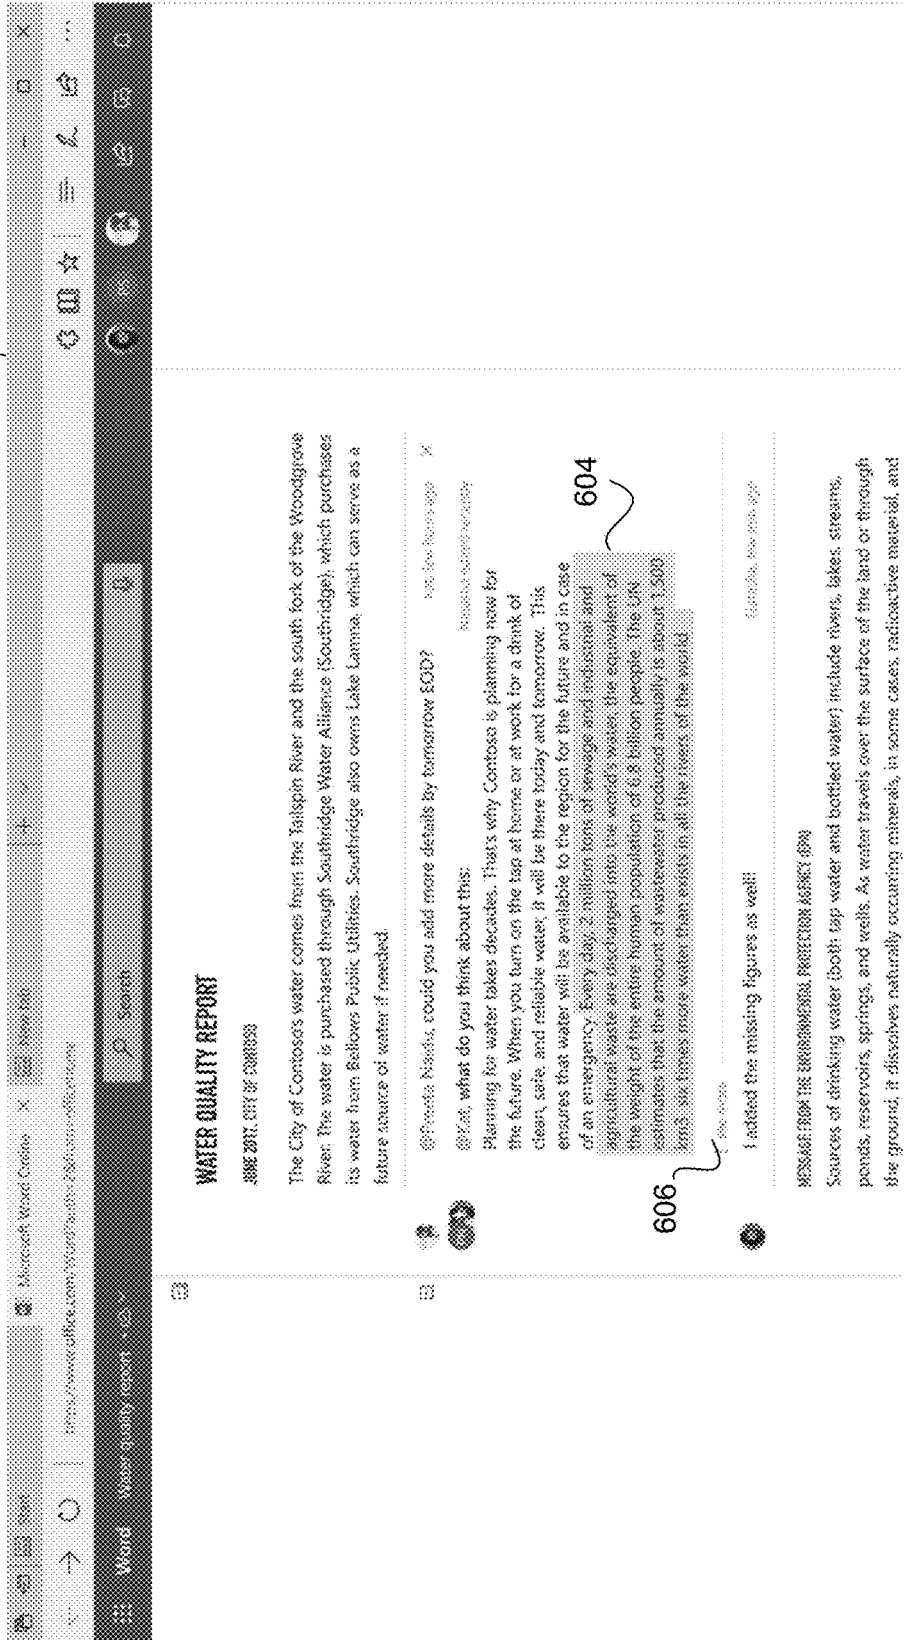 Microsoft Word Online
New tab
Word
Water quality report
Search
WATER QUALITY REPORT
JUNE 2017, CITY OF CONTOSO
The City of Contoso's water comes from the Tailspin River and the south fork of the Woodgrove
River. The water is purchased through Southridge Water Alliance (Southridge), which purchases
its water from Bellows Public Utilities. Southridge also owns Lake Lamna, which can serve as a
future source of water if needed.
@Preeta Naidu, could you add more details by tomorrow EOD?
@Kat, what do you think about this:
Planning for water takes decades. That's why Contoso is planning now for
the future. When you turn on the tap at home or at work for a drink of
clean, safe, and reliable water, it will be there today and tomorrow. This
ensures that water will be available to the region for the future and in case
of an emergency. Every day, 2 million tons of sewage and industrial and
agricultural waste are discharged into the world's water, the equivalent of
the weight of the entire human population of 6.8 billion people. The UN
estimates that the amount of wastewater produced annually is about 1,500
km3, six times more water than exists in all the rivers of the world
604
606
I added the missing figures as well!
MESSAGE FROM THE ENVIRONMENTAL PROTECTION AGENCY (EPA)
Sources of drinking water (both tap water and bottled water) include rivers, lakes, streams,
ponds, reservoirs, springs, and wells. As water travels over the surface of the land or through
the ground, it dissolves naturally occurring minerals, in some cases, radioactive material, and